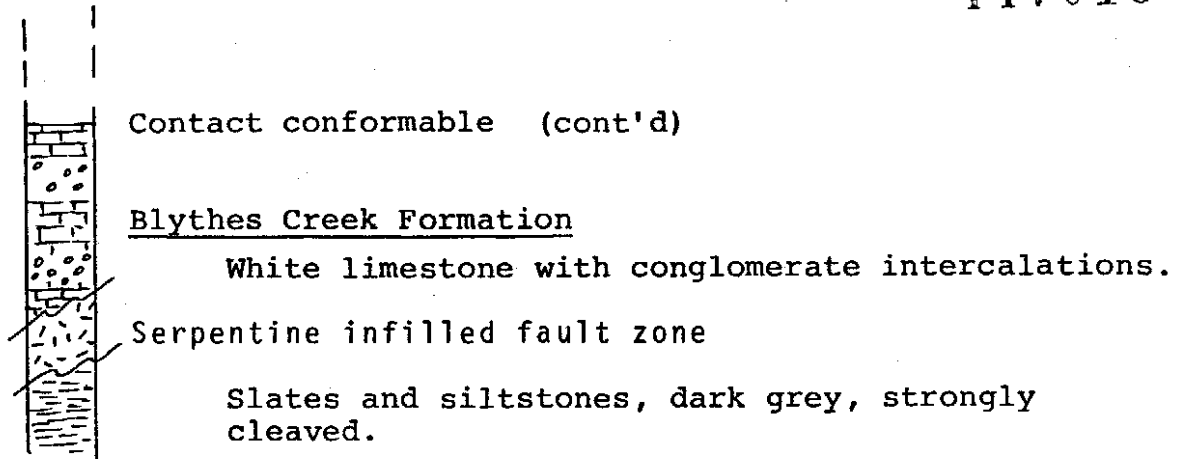 Contact conformable (cont'd)
Blythes Creek Formation
White limestone with conglomerate intercalations.
Serpentine infilled fault zone
Slates and siltstones, dark grey, strongly
cleaved.